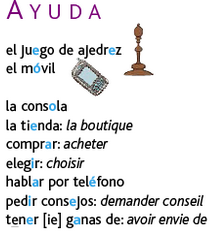 AYUDA
el juego de ajedrez
el móvil
la consola
la tienda: la boutique
comprar: acheter
elegir: choisir
hablar por teléfono
pedir consejos: demander conseil
tener [ie] ganas de: avoir envie de